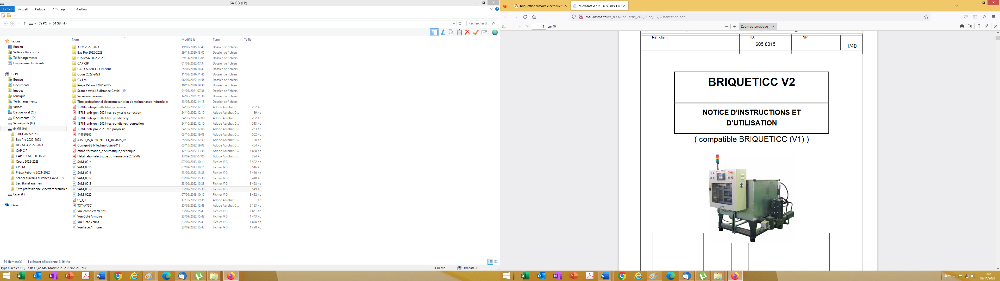 64 GB (H:)
Fichier Accueil Partage Affichage Gestion
Ce PC 64 GB (H:) Rechercher d...
Favoris
Bureau
Vidéos - Raccourci
Téléchargements
Emplacements récents
Ce PC
Bureau
Documents
Images
Musique
Téléchargements
Vidéos
Disque local (C:)
Documents1 (D:)
Sauvegarde (G:)
64 GB (H:)
3 PM 2022-2023
Bac Pro 2022-2023
BTS MSA 2022-2023
CAP CIP
CAP CSI MICHELIN 2010
Cours 2022-2023
CV LM
Prépa Rebond 2021-2022
Séance travail à distance Covid - 19
Secrétariat examen
Titre professionnel électromécanicier
Lexar (I:)
Réseau
Nom Modifié le Type Taille
3 PM 2022-2023 19/06/2015 17:48 Dossier de fichiers
Bac Pro 2022-2023 29/11/2020 13:05 Dossier de fichiers
BTS MSA 2022-2023 29/11/2020 13:05 Dossier de fichiers
CAP CIP 01/03/2022 07:34 Dossier de fichiers
CAP CSI MICHELIN 2010 25/08/2018 14:42 Dossier de fichiers
Cours 2022-2023 11/08/2016 11:46 Dossier de fichiers
CV LM 08/09/2022 14:56 Dossier de fichiers
Prépa Rebond 2021-2022 10/12/2020 19:38 Dossier de fichiers
Séance travail à distance Covid - 19 04/03/2021 07:36 Dossier de fichiers
Secrétariat examen 14/06/2021 21:38 Dossier de fichiers
Titre professionnel électromécanicien de maintenance industrielle 25/05/2022 14:13 Dossier de fichiers
13781-dnb-gen-2021-tec-polynesie 24/10/2022 12:10 Adobe Acrobat D... 282 Ko
13781-dnb-gen-2021-tec-polynesie-correction 24/10/2022 12:10 Adobe Acrobat D... 189 Ko
13781-dnb-gen-2021-tec-pondichery 24/10/2022 12:09 Adobe Acrobat D... 292 Ko
13781-dnb-gen-2021-tec-pondichery-correction 24/10/2022 12:10 Adobe Acrobat D... 513 Ko
13781-dnb-pro-2021-tec-polynesie 24/10/2022 12:08 Adobe Acrobat D... 263 Ko
119880866 03/10/2022 19:08 Adobe Acrobat D... 552 Ko
ATS01_IS_ATS01N1--FT_1624685_07 25/03/2022 12:50 Adobe Acrobat D... 196 Ko
Corrige-BB1-Technologie-2018 03/10/2022 19:08 Adobe Acrobat D... 404 Ko
czb85-formation_pneumatique_technique 12/10/2022 13:58 Adobe Acrobat D... 4 830 Ko
Habilitation electrique BE manoeuvre 2012V02 13/09/2022 07:05 Adobe Acrobat D... 224 Ko
SAM_0014 07/09/2013 10:11 Fichier JPG 3 502 Ko
SAM_0015 07/09/2013 10:11 Fichier JPG 3 516 Ko
SAM_0016 23/09/2022 15:38 Fichier JPG 3 460 Ko
SAM_0017 23/09/2022 15:38 Fichier JPG 3 440 Ko
SAM_0018 23/09/2022 15:38 Fichier JPG 3 468 Ko
SAM_0019 23/09/2022 15:38 Fichier JPG 3 549 Ko
SAM_0020 07/09/2013 10:15 Fichier JPG 3 412 Ko
tp_1_1 17/10/2022 19:35 Adobe Acrobat D... 101 Ko
TXT-ATS01 25/03/2022 12:48 Adobe Acrobat D... 2 193 Ko
Vue complète Vérins 23/09/2022 15:41 Fichier JPG 1 651 Ko
Vue Coté Armoire 23/09/2022 15:42 Fichier JPG 1 443 Ko
Vue Coté Vérins 23/09/2022 15:41 Fichier JPG 1 876 Ko
Vue Face Armoire 23/09/2022 15:43 Fichier JPG 1 428 Ko
34 élément(s) 1 élément sélectionné 3,46 Mo
Type : Fichier JPG, Taille : 3,46 Mo, Modifié le : 23/09/2022 15:38 3,46 Mo Ordinateur
briquetticc armoire électriquea
Microsoft Word - 605 8015 T 03
mei-msma.fr/wa_files/Briquettic_20-_20pr_C3_A9sentation.pdf
1 sur 40 Zoom automatique
Réf. client: ID: NP:
605 8015 1/40
BRIQUETICC V2
NOTICE D’INSTRUCTIONS ET
D’UTILISATION
( compatible BRIQUETICC (V1) )
Liens 19:45
02/11/2022